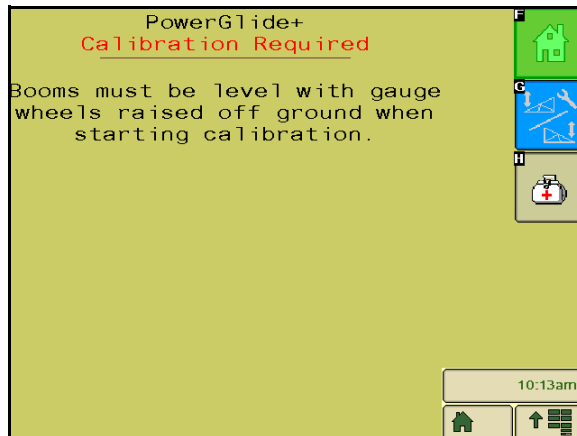 PowerGlide+
Calibration Required
Booms must be level with gauge
wheels raised off ground when
starting calibration.
F
G
H
10:13am